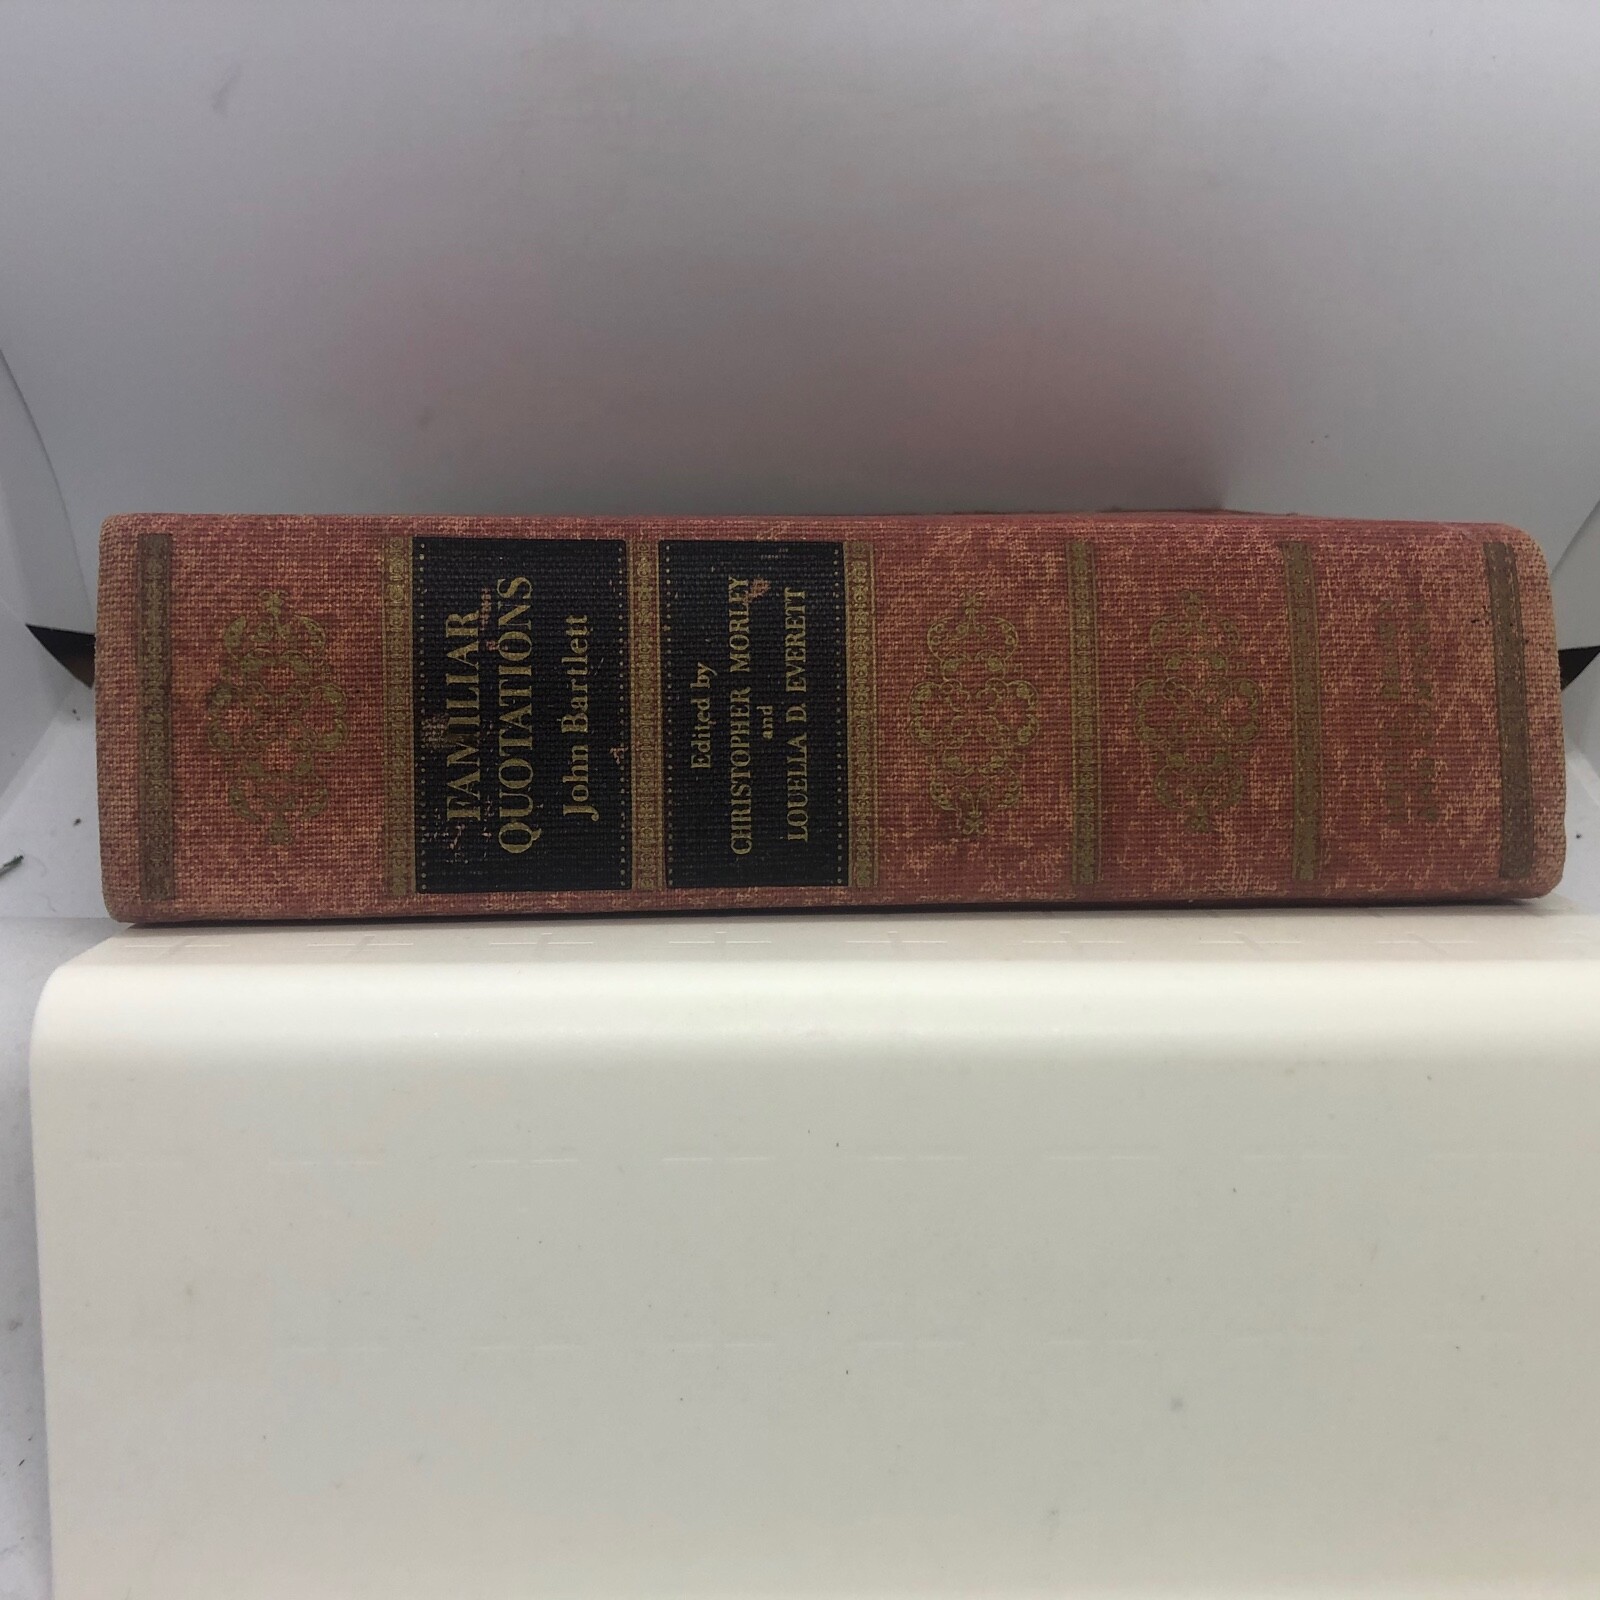 FAMILIAR
QUOTATIONS
John Bartlett
Edited by
CHRISTOPHER MORLEY
and
LOUELLA D. EVERETT